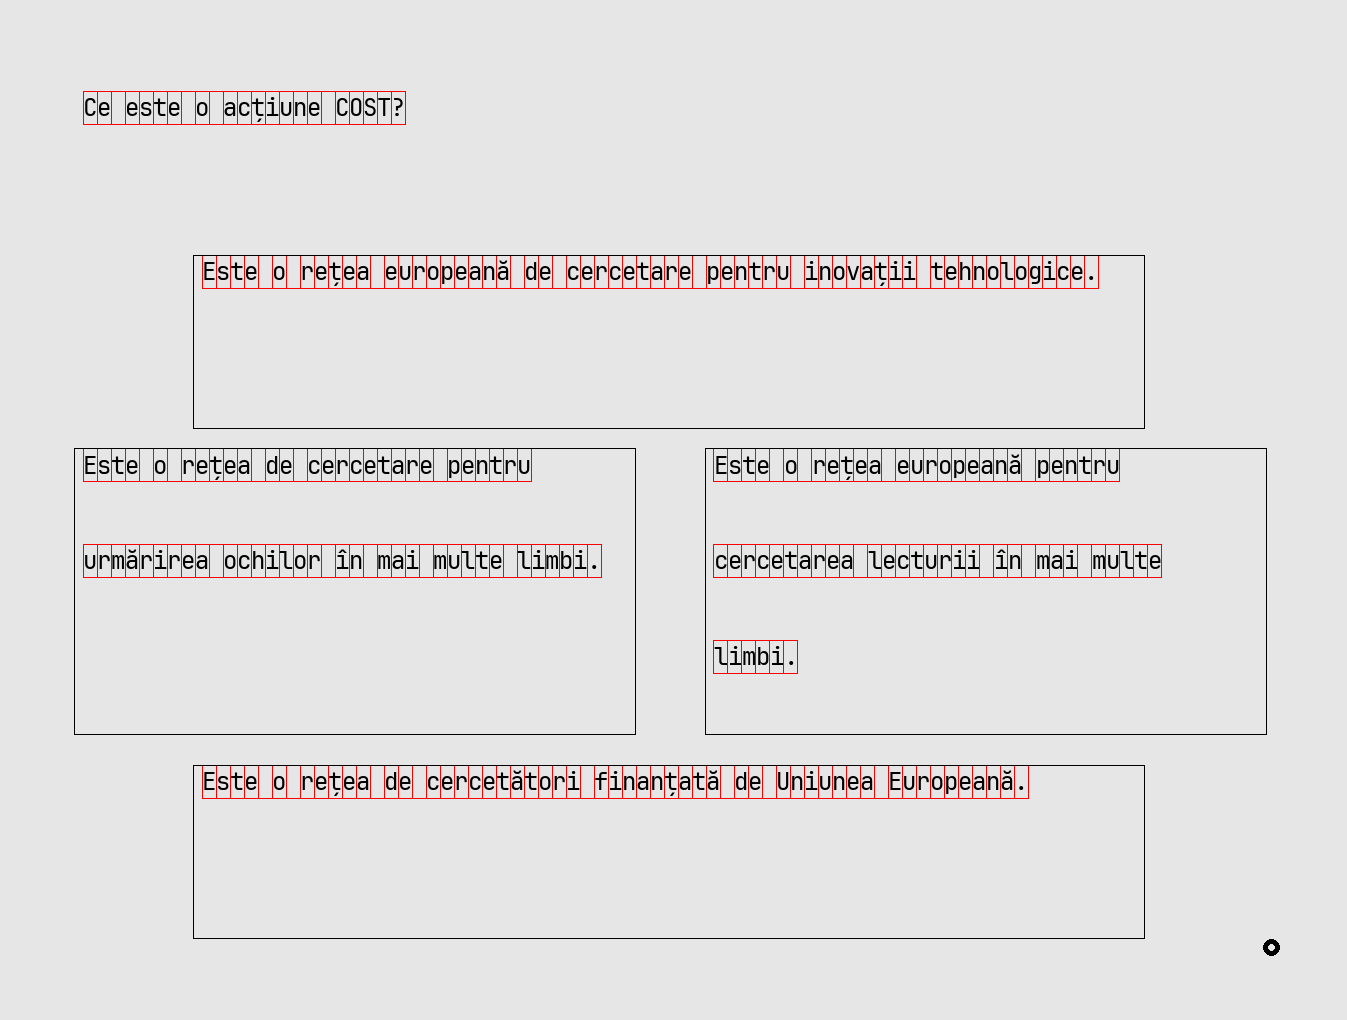 Ce este o acțiune COST?
Este o rețea europeană de cercetare pentru inovații tehnologice.
Este o rețea de cercetare pentru
urmărirea ochilor în mai multe limbi.
Este o rețea europeană pentru
cercetarea lecturii în mai multe
limbi.
Este o rețea de cercetători finanțată de Uniunea Europeană.